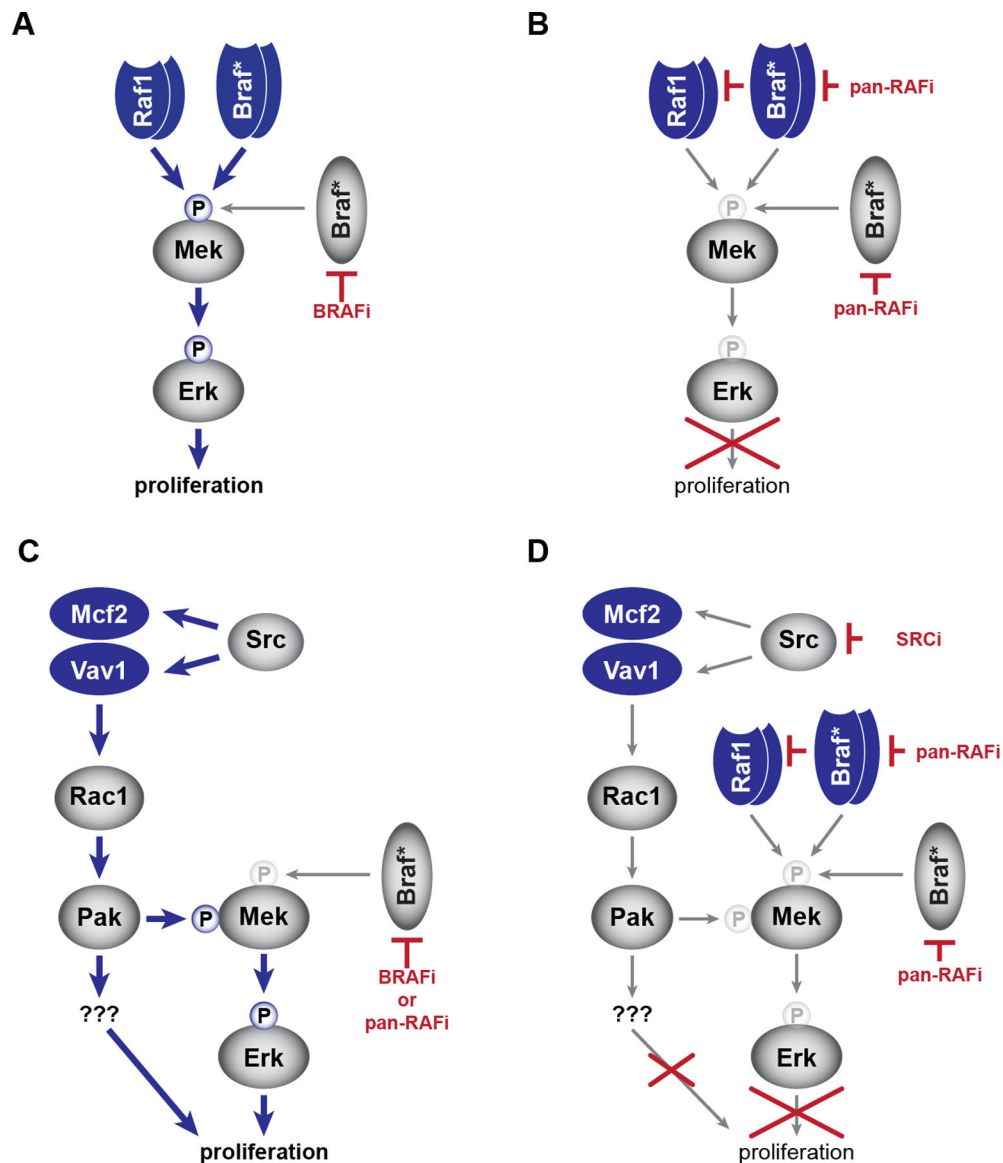 A
Raf1
Braf*
P
Mek
Braf*
BRAFi
P
Erk
proliferation
B
Raf1
Braf*
pan-RAFi
P
Mek
Braf*
pan-RAFi
P
Erk
proliferation
C
Mcf2
Vav1
Src
Rac1
Pak
P
P
Mek
Braf*
BRAFi
or
pan-RAFi
???
P
Erk
proliferation
D
Mcf2
Vav1
Src
SRCi
Raf1
Braf*
pan-RAFi
Rac1
Pak
P
P
Mek
Braf*
pan-RAFi
???
P
Erk
proliferation